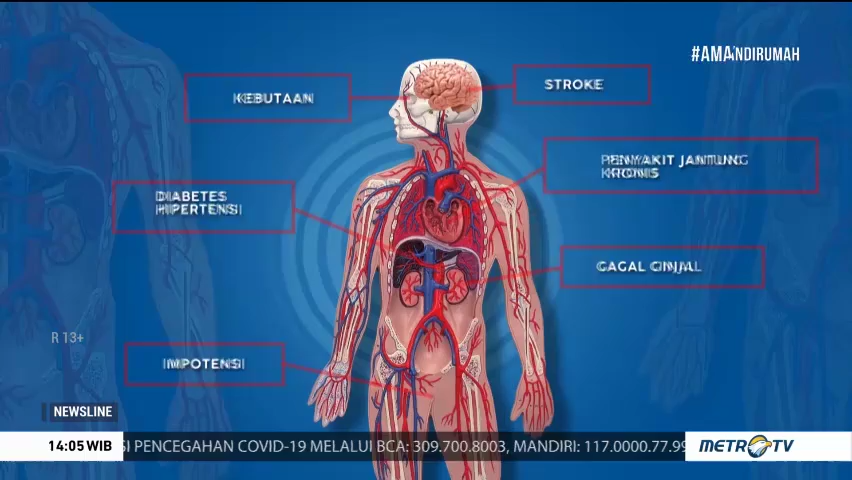 #AMANDIRUMAH
KEBUTAAN
STROKE
PENYAKIT JANTUNG
KRONIS
DIABETES
HIPERTENSI
GAGAL GINJAL
R 13+
IMPOTENSI
NEWSLINE
14:05 WIB
SI PENCEGAHAN COVID-19 MELALUI BCA: 309.700.8003, MANDIRI: 117.0000.77.99
METRO TV